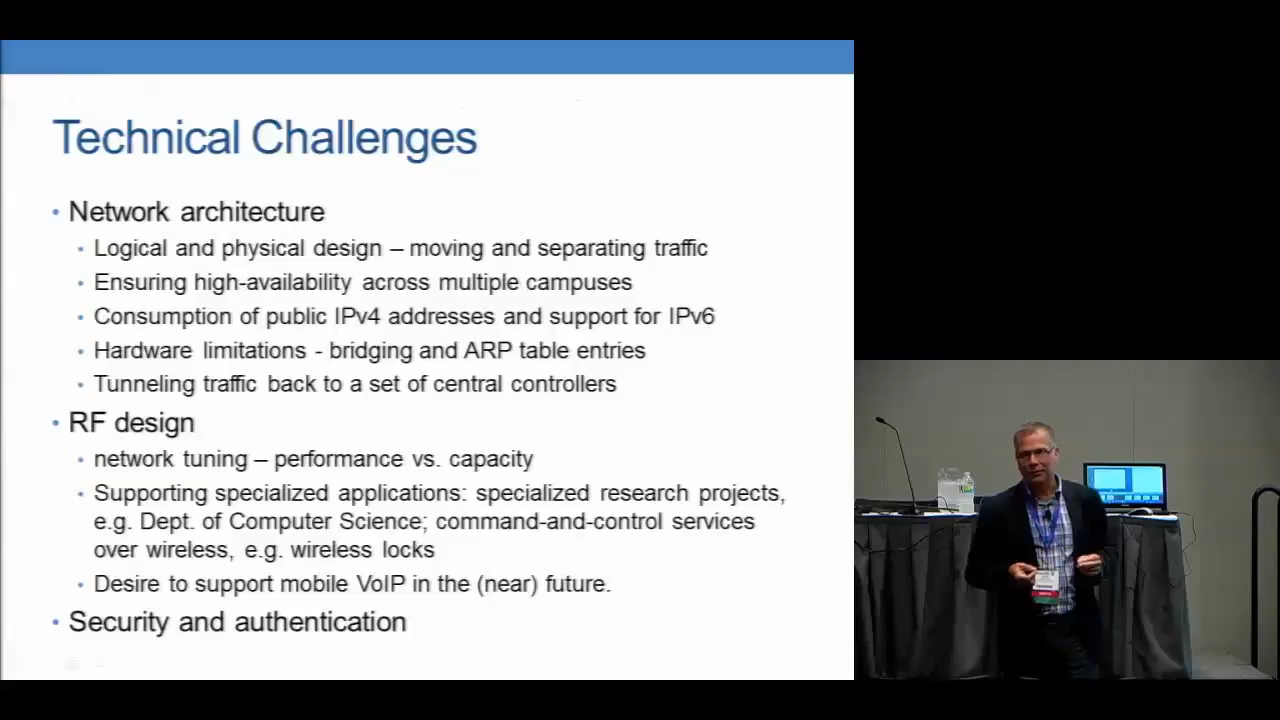 Technical Challenges
• Network architecture
• Logical and physical design – moving and separating traffic
• Ensuring high-availability across multiple campuses
• Consumption of public IPv4 addresses and support for IPv6
• Hardware limitations - bridging and ARP table entries
• Tunneling traffic back to a set of central controllers
• RF design
• network tuning – performance vs. capacity
• Supporting specialized applications: specialized research projects,
e.g. Dept. of Computer Science; command-and-control services
over wireless, e.g. wireless locks
• Desire to support mobile VoIP in the (near) future.
• Security and authentication